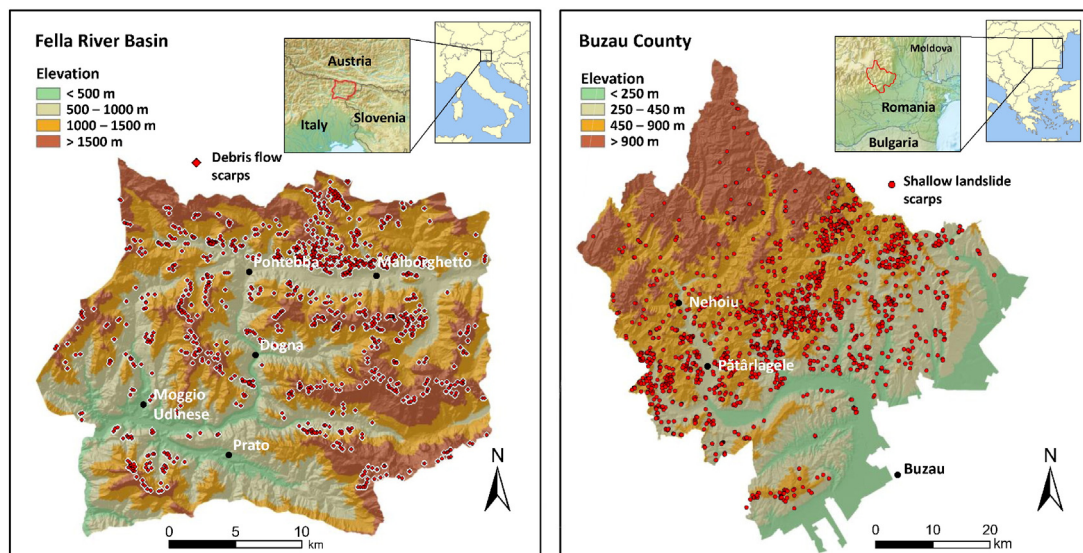 Fella River Basin
Elevation
< 500 m
500 – 1000 m
1000 – 1500 m
> 1500 m
Austria
Italy
Slovenia
Debris flow
scarps
Pontebba
Malborghetto
Dogna
Moggio
Udinese
Prato
N
0 5 10
km
Buzau County
Elevation
< 250 m
250 – 450 m
450 – 900 m
> 900 m
Moldova
Romania
Bulgaria
Shallow landslide
scarps
Nehoiu
Pătârlagele
Buzau
N
0 10 20
km